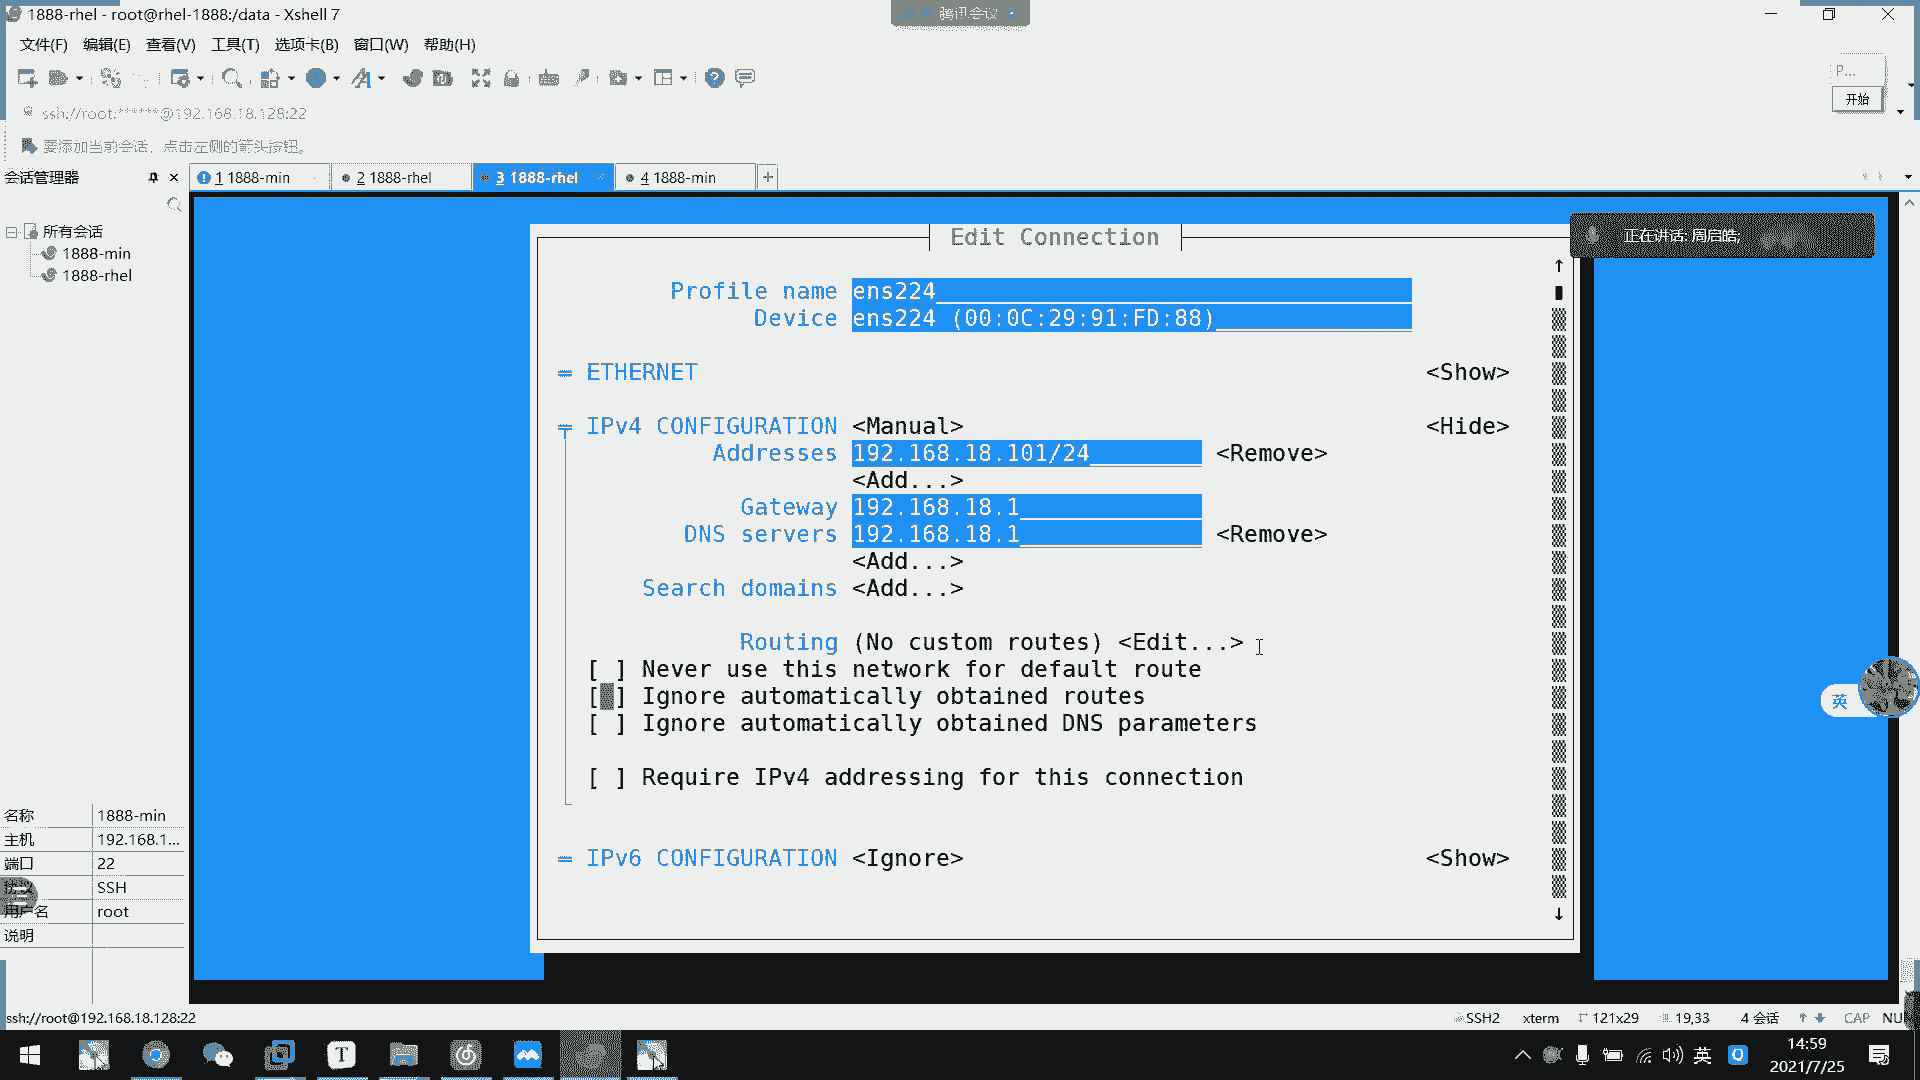 1888-rhel - root@rhel-1888:/data - Xshell 7
腾讯会议
文件(F) 编辑(E) 查看(V) 工具(T) 选项卡(B) 窗口(W) 帮助(H)
P...
开始
ssh://root:******@192.168.18.128:22
要添加当前会话，点击左侧的箭头按钮。
会话管理器
1 1888-min
2 1888-rhel
3 1888-rhel
4 1888-min
所有会话
1888-min
1888-rhel
正在讲话: 周启皓;
Edit Connection
Profile name ens224
Device ens224 (00:0C:29:91:FD:88)
ETHERNET <Show>
IPv4 CONFIGURATION <Manual> <Hide>
Addresses 192.168.18.101/24 <Remove>
<Add...>
Gateway 192.168.18.1
DNS servers 192.168.18.1 <Remove>
<Add...>
Search domains <Add...>
Routing (No custom routes) <Edit...>
[ ] Never use this network for default route
[ ] Ignore automatically obtained routes
[ ] Ignore automatically obtained DNS parameters
[ ] Require IPv4 addressing for this connection
IPv6 CONFIGURATION <Ignore> <Show>
英
名称 1888-min
主机 192.168.1...
端口 22
协议 SSH
用户名 root
说明
ssh://root@192.168.18.128:22
SSH2 xterm 121x29 19,33 4 会话 CAP NU
T
英
14:59
2021/7/25